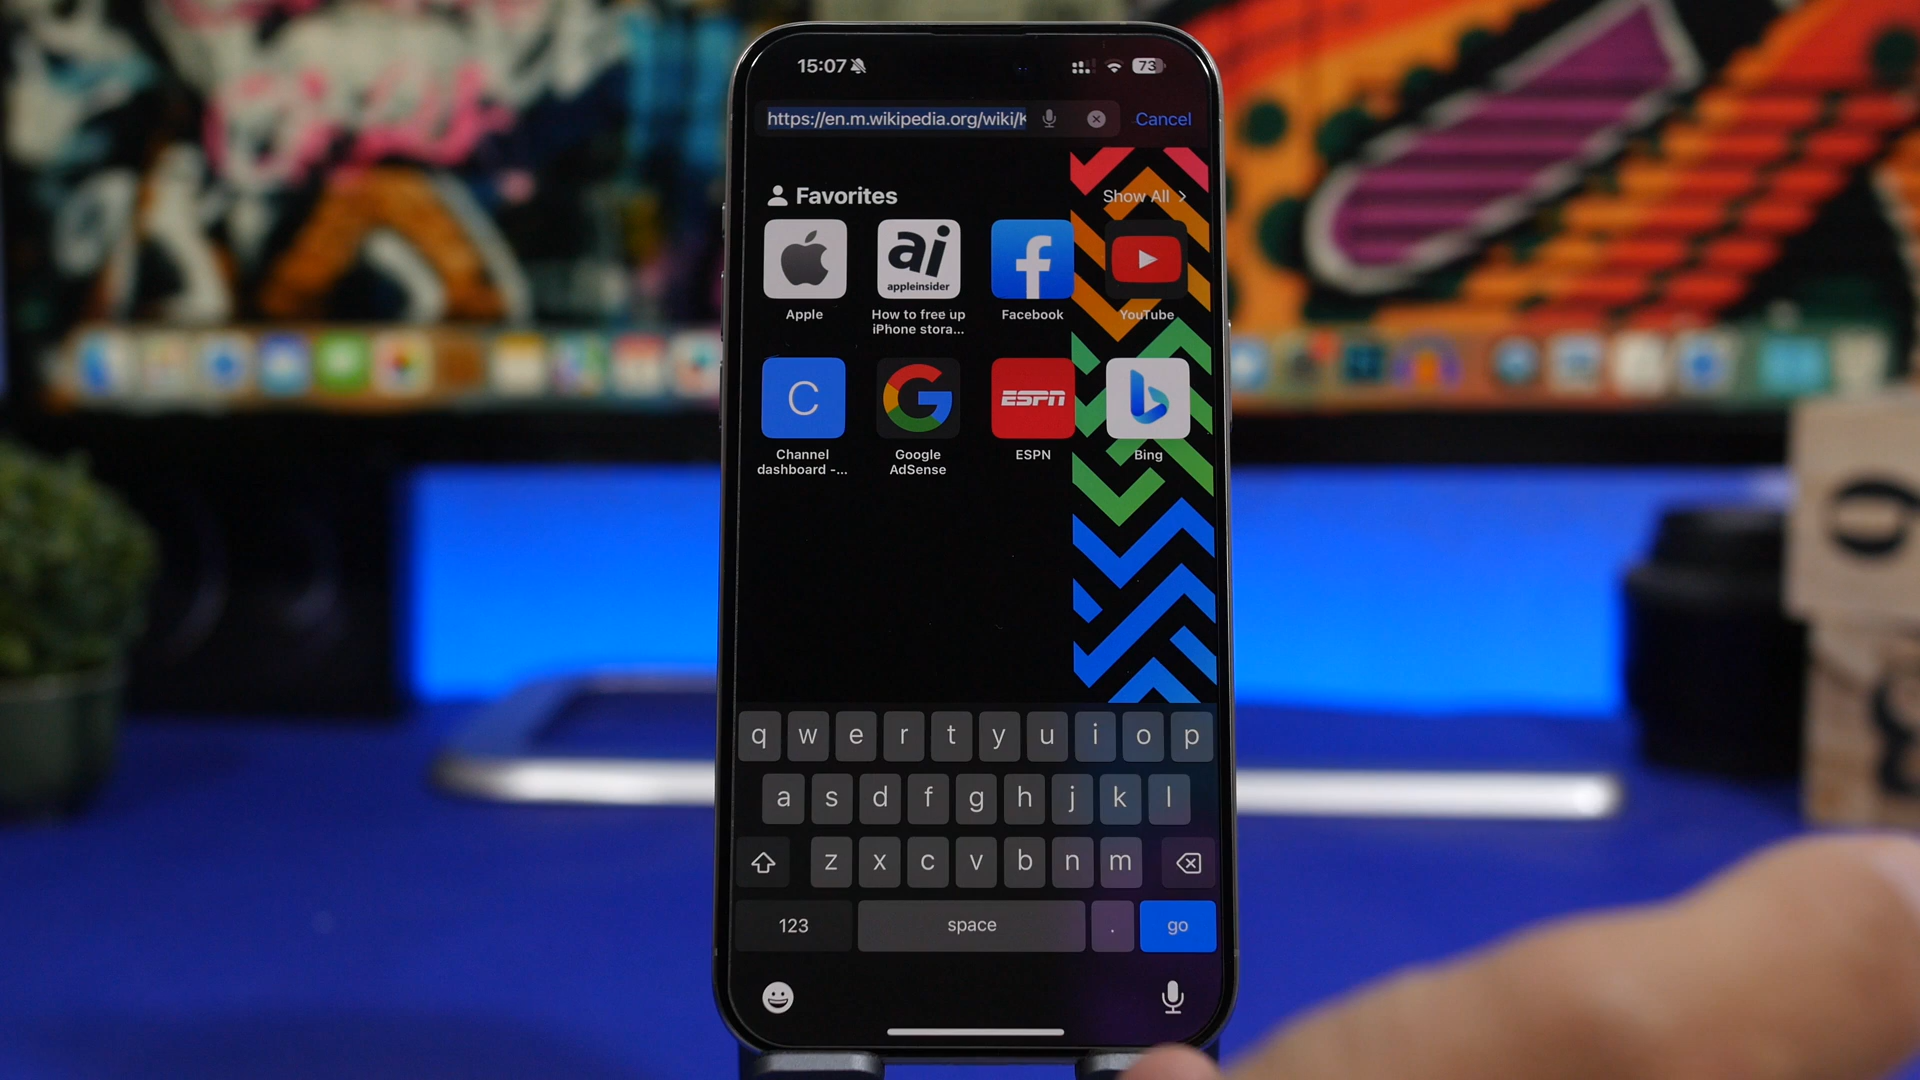 15:07
73
https://en.m.wikipedia.org/wiki/K
Cancel
Favorites
Show All
ai
appleinsider
Apple
How to free up
iPhone stora...
Facebook
YouTube
C
ESPN
Channel
dashboard -...
Google
AdSense
ESPN
Bing
q w e r t y u i o p
a s d f g h j k l
z x c v b n m
123
space
.
go